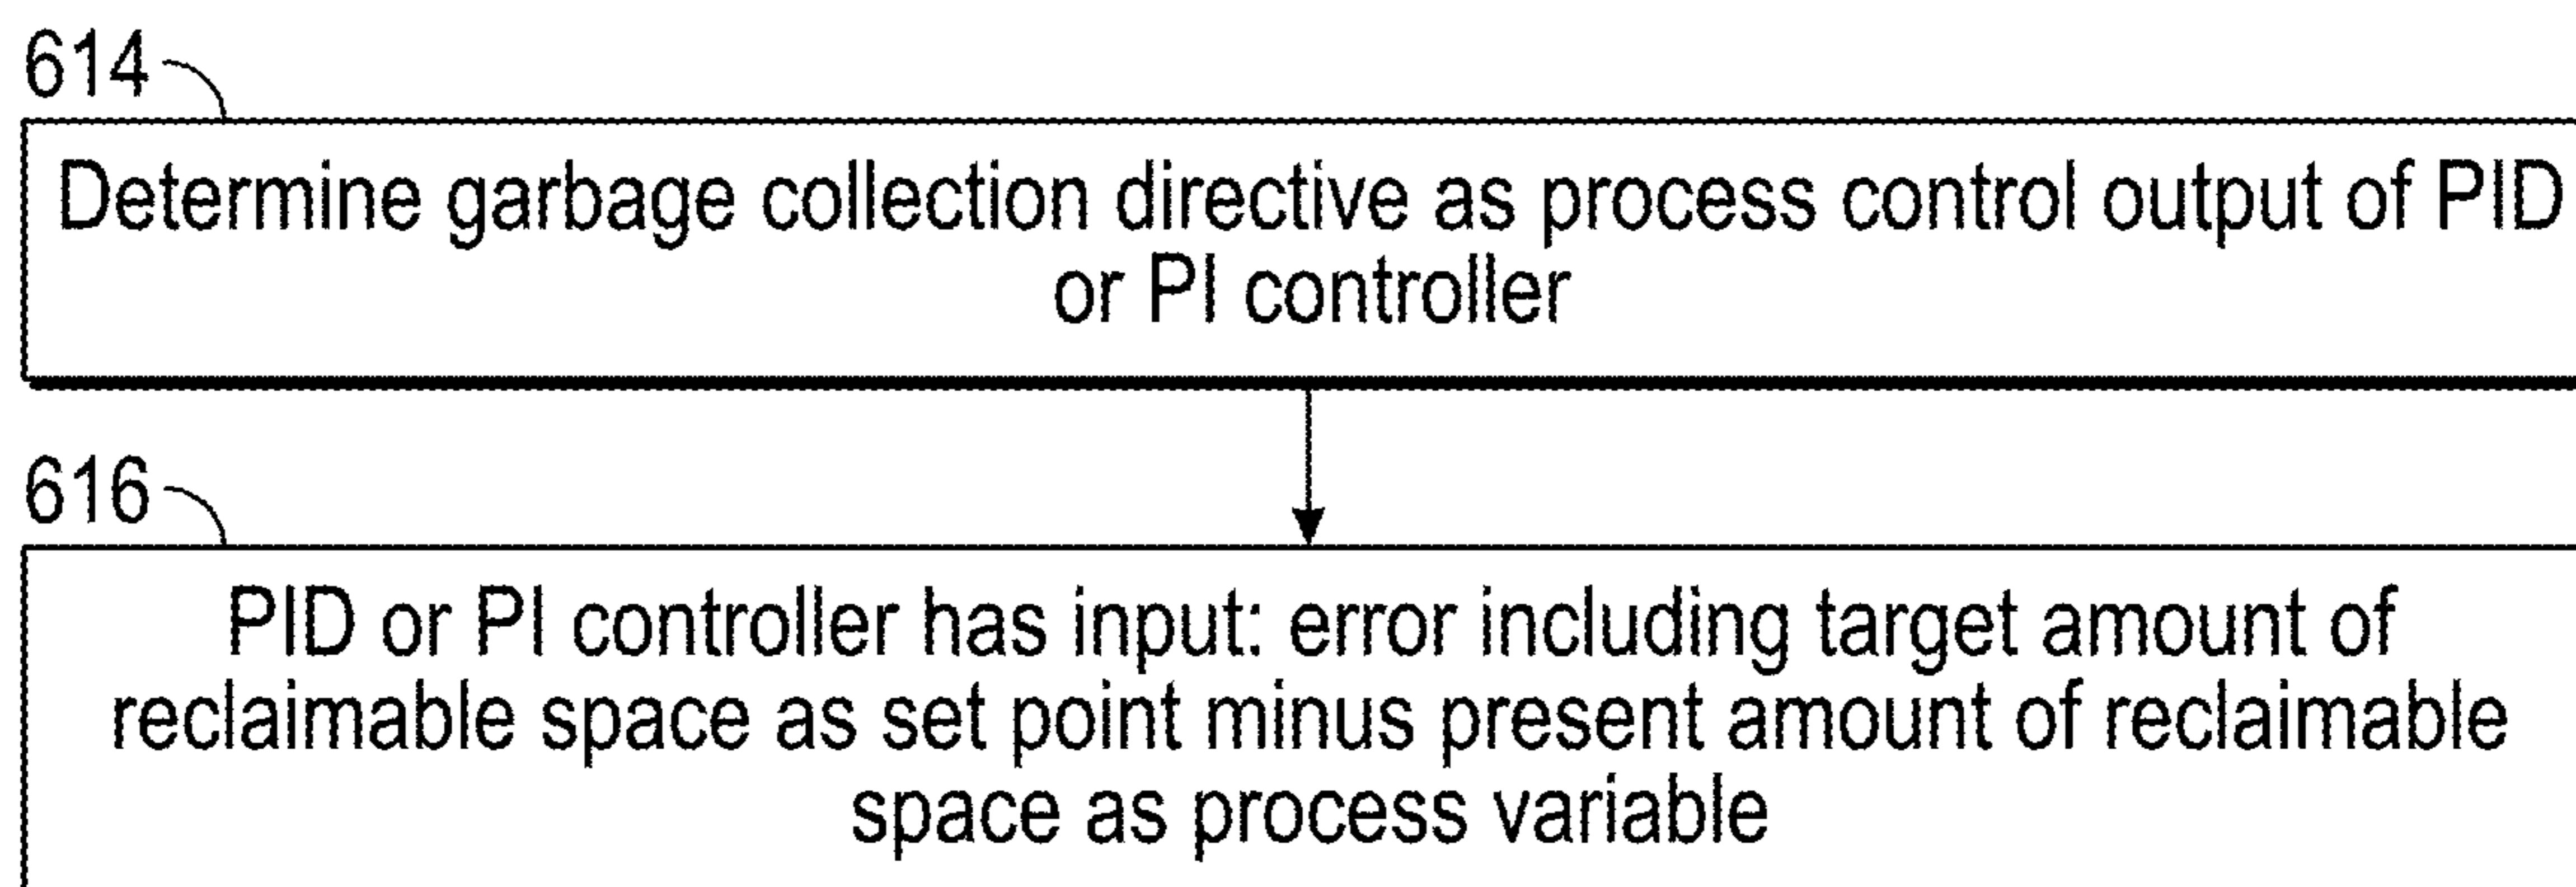 614
Determine garbage collection directive as process control output of PID
or PI controller
616
PID or PI controller has input: error including target amount of
reclaimable space as set point minus present amount of reclaimable
space as process variable